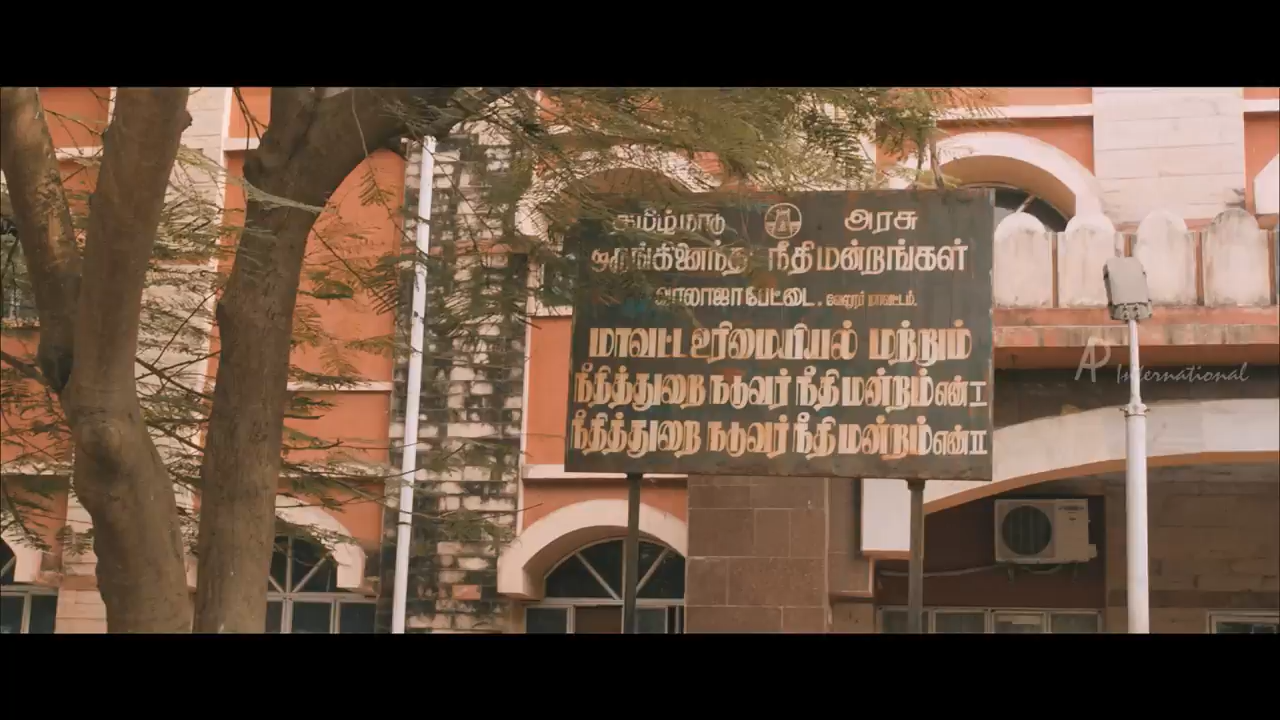 தமிழ்நாடு அரசு
ஒருங்கிணைந்த நீதிமன்றங்கள்
வாலாஜாபேட்டை. வேலூர் மாவட்டம்.
மாவட்ட உரிமையியல் மற்றும்
நீதித்துறை நடுவர் நீதிமன்றம் எண் I
நீதித்துறை நடுவர் நீதிமன்றம் எண் II
AP International